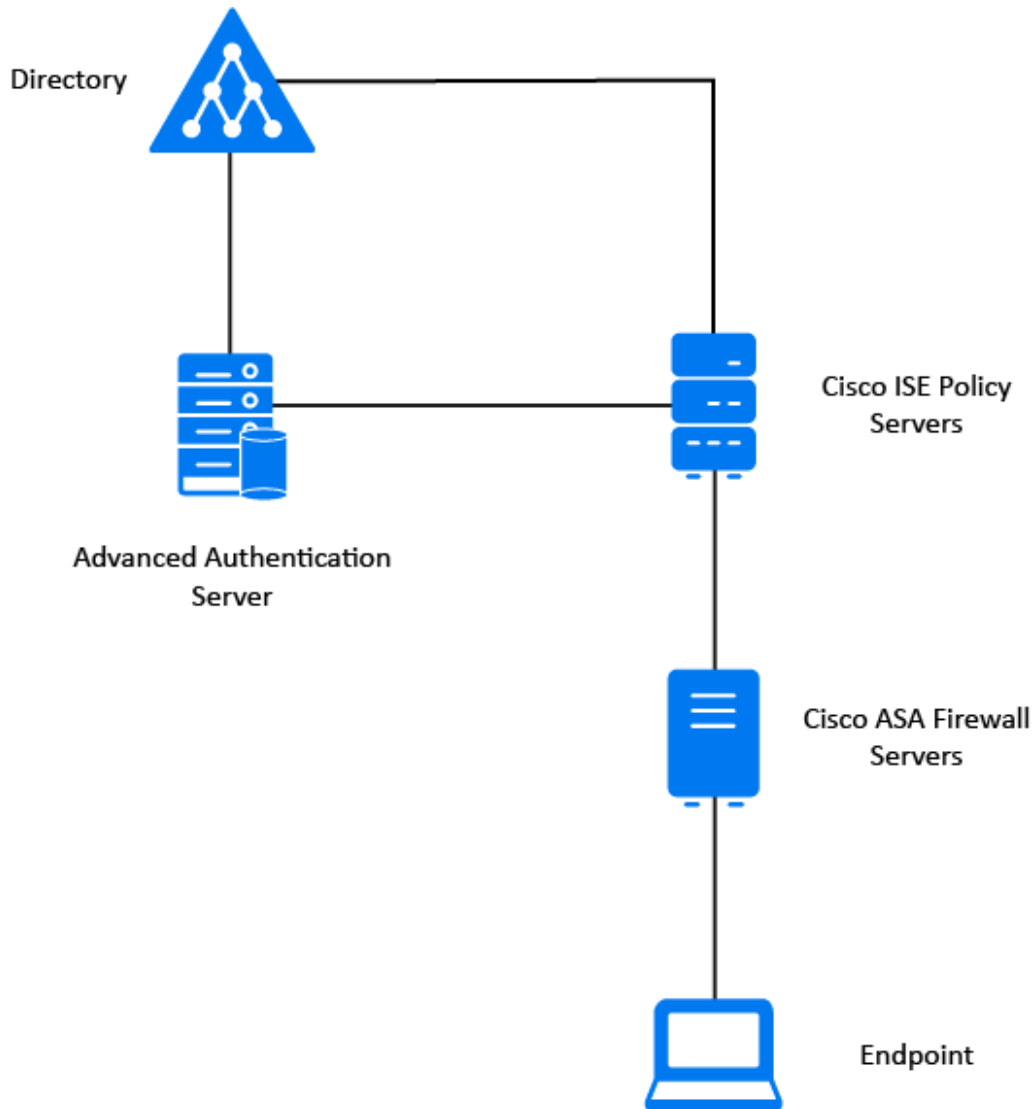 Directory
Cisco ISE Policy
Servers
Advanced Authentication
Server
Cisco ASA Firewall
Servers
Endpoint